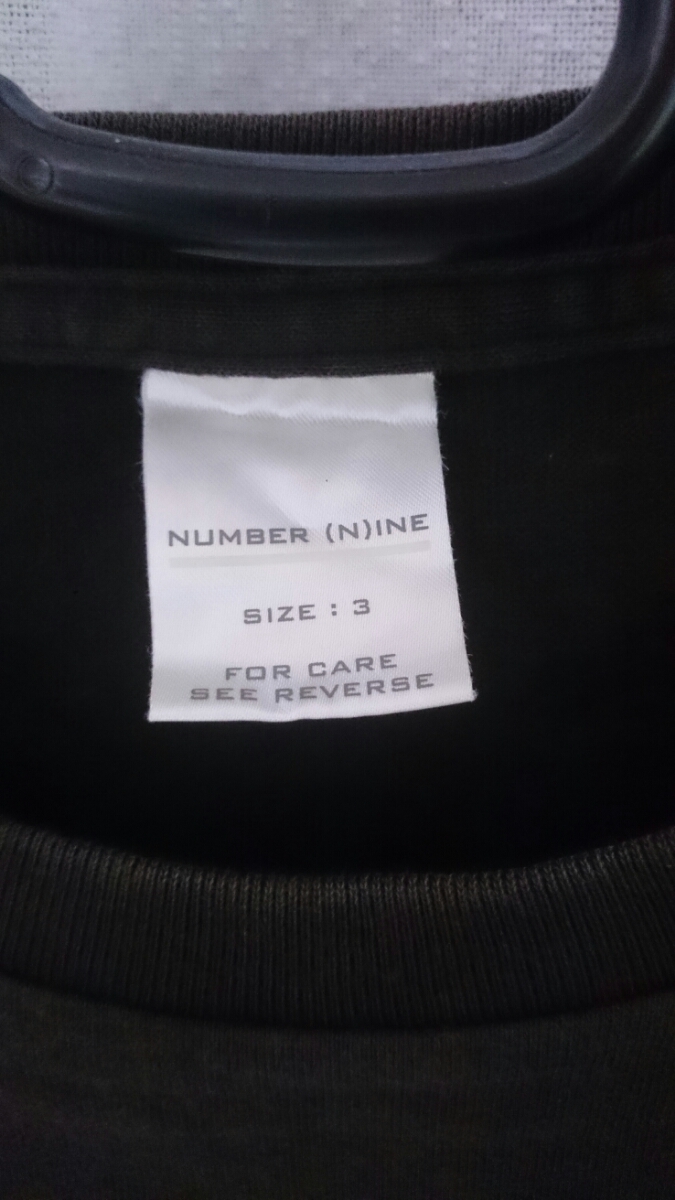 NUMBER (N)INE
SIZE : 3
FOR CARE
SEE REVERSE